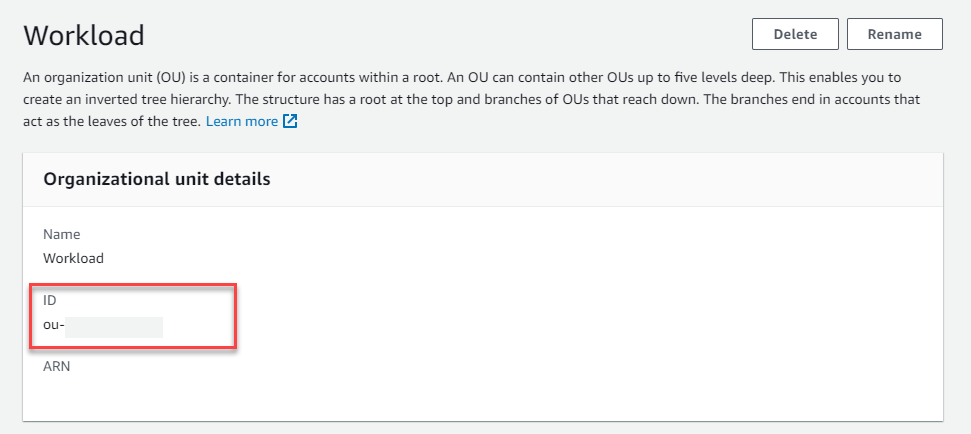 Workload
Delete
Rename
An organization unit (OU) is a container for accounts within a root. An OU can contain other OUs up to five levels deep. This enables you to
create an inverted tree hierarchy. The structure has a root at the top and branches of OUs that reach down. The branches end in accounts that
act as the leaves of the tree. Learn more
Organizational unit details
Name
Workload
ID
ou-
ARN